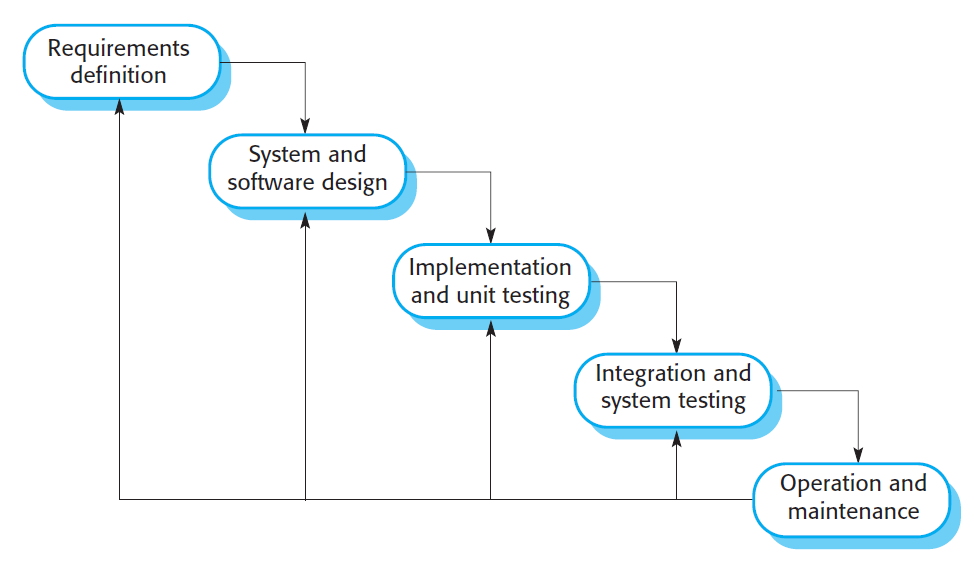 Requirements
definition
System and
software design
Implementation
and unit testing
Integration and
system testing
Operation and
maintenance